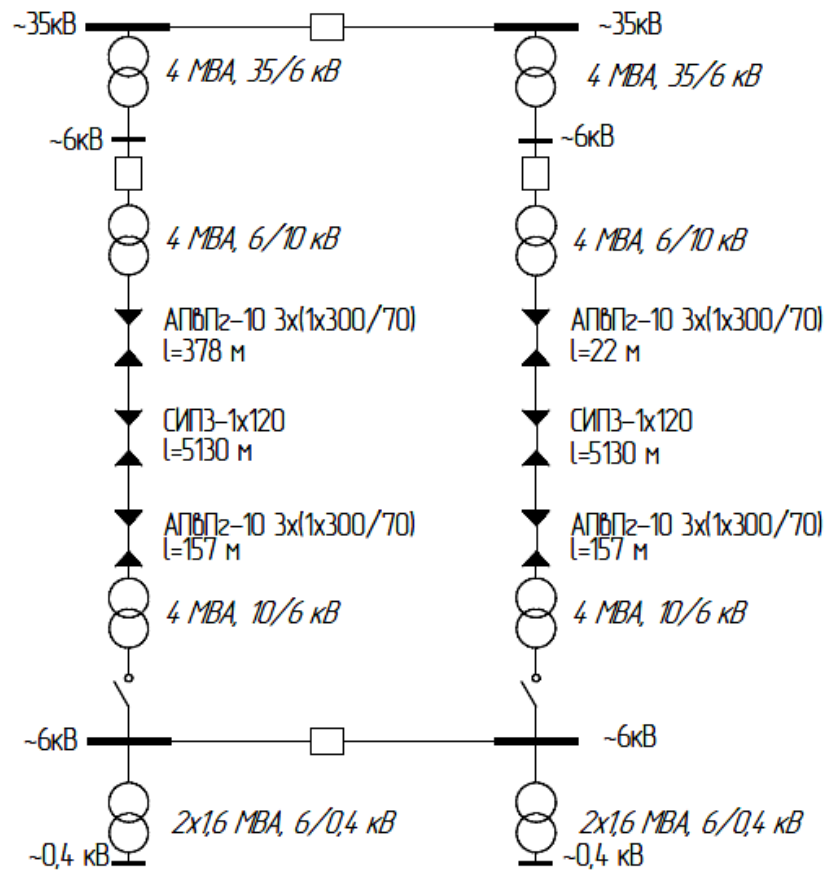 ~35кВ ~35кВ
4 МВА, 35/6 кВ 4 МВА, 35/6 кВ
~6кВ ~6кВ
4 МВА, 6/10 кВ 4 МВА, 6/10 кВ
АПвПг-10 3х(1х300/70) АПвПг-10 3х(1х300/70)
l=378 м l=22 м
СИП3-1х120 СИП3-1х120
l=5130 м l=5130 м
АПвПг-10 3х(1х300/70) АПвПг-10 3х(1х300/70)
l=157 м l=157 м
4 МВА, 10/6 кВ 4 МВА, 10/6 кВ
~6кВ ~6кВ
2х1,6 МВА, 6/0,4 кВ 2х1,6 МВА, 6/0,4 кВ
~0,4 кВ ~0,4 кВ